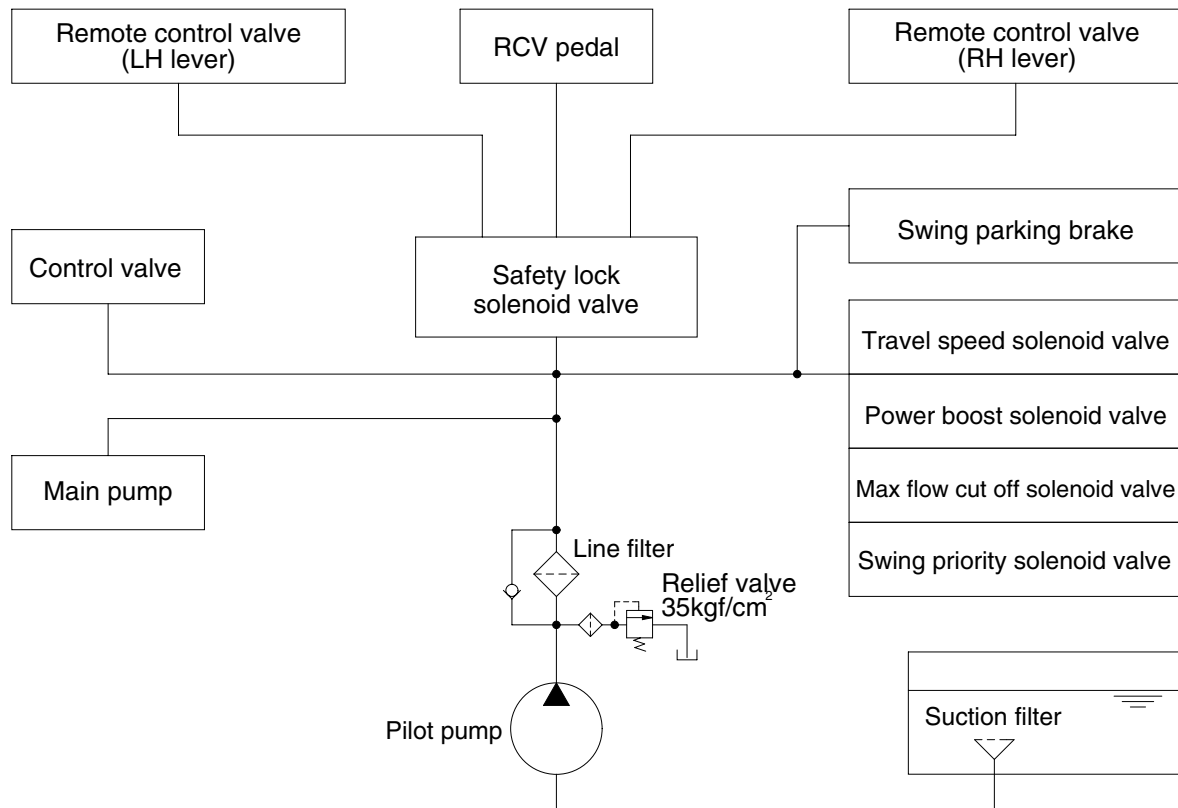 Remote control valve
(LH lever)
RCV pedal
Remote control valve
(RH lever)
Swing parking brake
Control valve
Safety lock
solenoid valve
Travel speed solenoid valve
Power boost solenoid valve
Main pump
Max flow cut off solenoid valve
Line filter
Swing priority solenoid valve
Relief valve
35kgf/cm²
Suction filter
Pilot pump